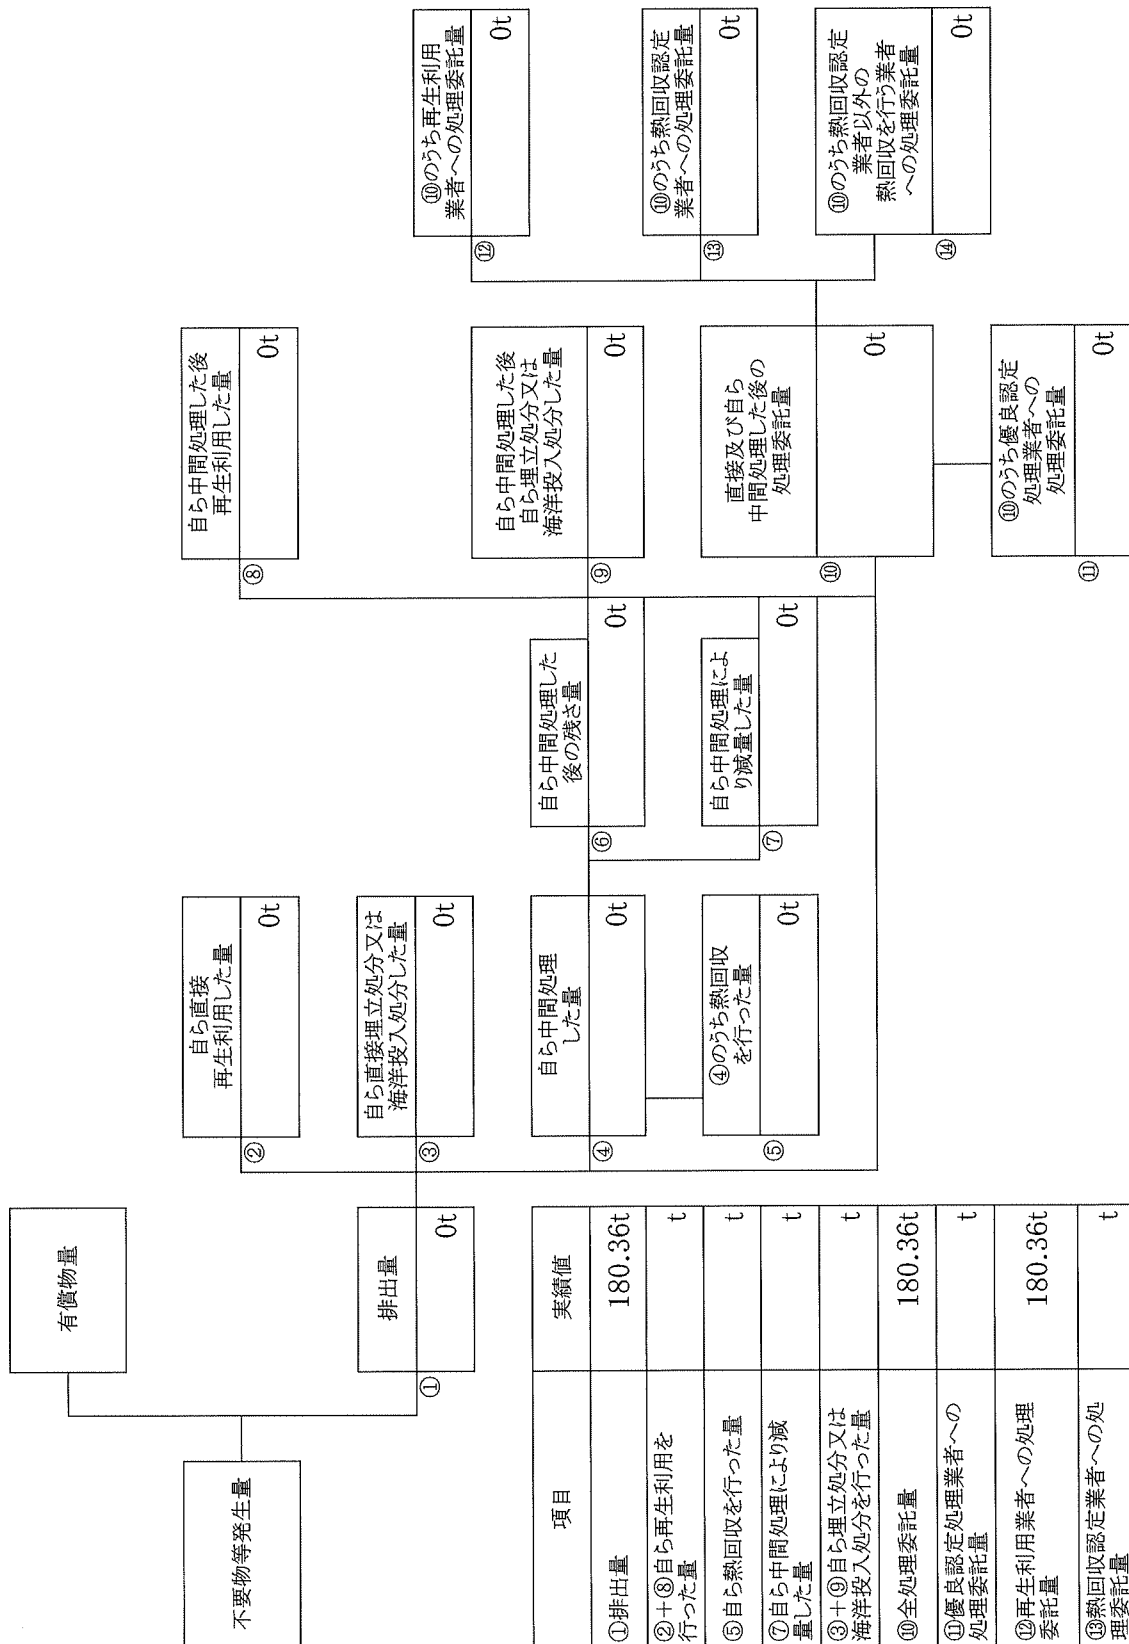 有償物量
不要物等発生量
排出量
①
0t
自ら直接
再生利用した量
②
0t
自ら直接埋立処分又は
海洋投入処分した量
③
0t
自ら中間処理
した量
④
0t
④のうち熱回収
を行った量
⑤
0t
自ら中間処理した
後の残さ量
⑥
0t
自ら中間処理によ
り減量した量
⑦
0t
自ら中間処理した後
再生利用した量
⑧
0t
自ら中間処理した後
自ら埋立処分又は
海洋投入処分した量
⑨
0t
直接及び自ら
中間処理した後の
処理委託量
⑩
0t
⑩のうち優良認定
処理業者への
処理委託量
⑪
0t
⑩のうち再生利用
業者への処理委託量
⑫
0t
⑩のうち熱回収認定
業者への処理委託量
⑬
0t
⑩のうち熱回収認定
業者以外の
熱回収を行う業者
への処理委託量
⑭
0t
項目 実績値
①排出量 180.36t
②+⑧自ら再生利用を
行った量 t
⑤自ら熱回収を行った量 t
⑦自ら中間処理により減
量した量 t
③+⑨自ら埋立処分又は
海洋投入処分を行った量 t
⑩全処理委託量 180.36t
⑪優良認定処理業者への
処理委託量 t
⑫再生利用業者への処理
委託量 180.36t
⑬熱回収認定業者への処
理委託量 t